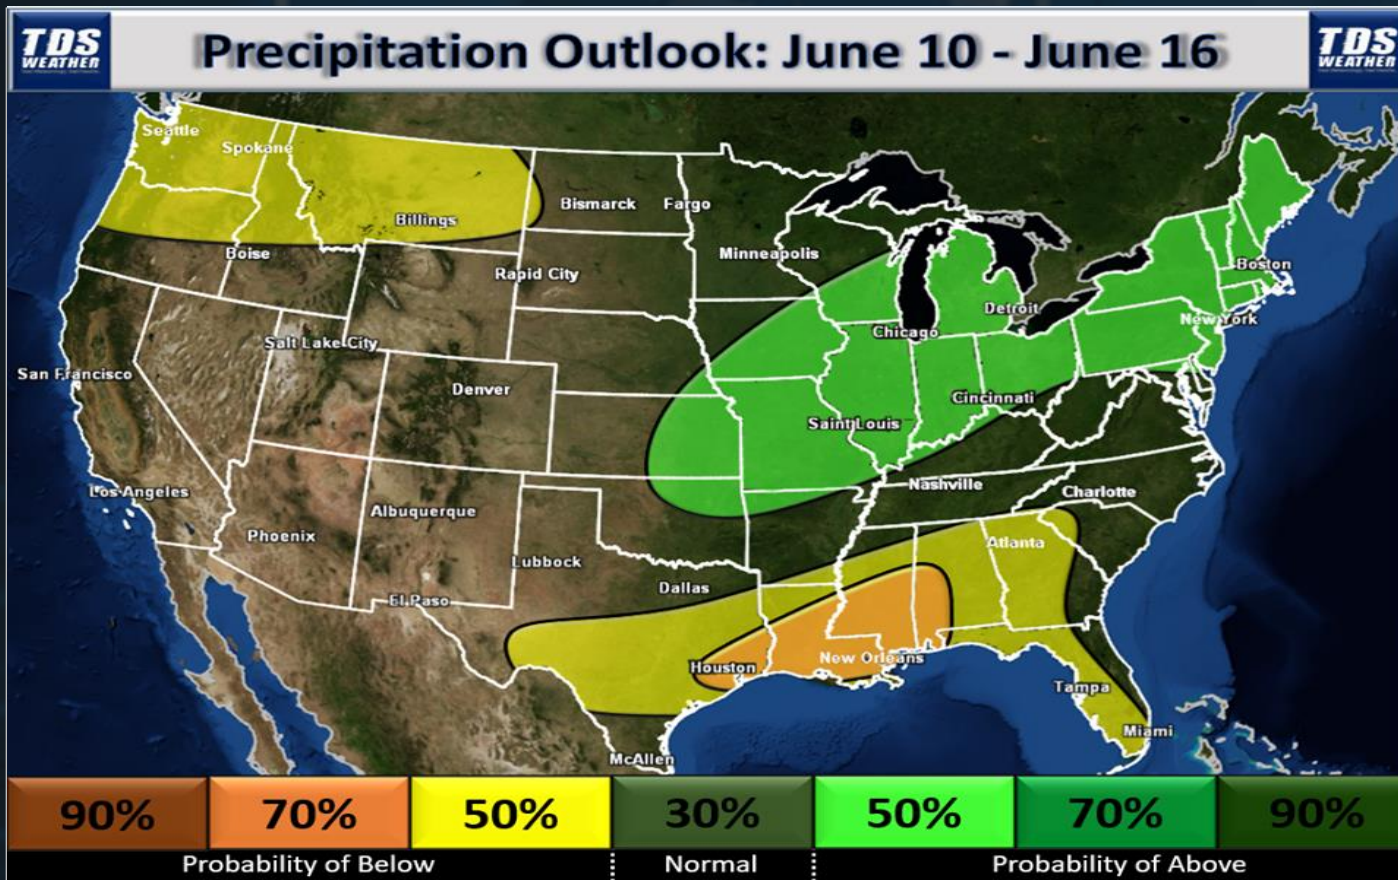 TDS
WEATHER
Precipitation Outlook: June 10 - June 16
TDS
WEATHER
Seattle
Spokane
Billings
Bismarck
Fargo
Boise
Rapid City
Minneapolis
Boston
Detroit
New York
Chicago
Salt Lake City
San Francisco
Denver
Cincinnati
Saint Louis
Nashville
Charlotte
Los Angeles
Albuquerque
Phoenix
Atlanta
Lubbock
Dallas
El Paso
Houston
New Orleans
Tampa
Miami
McAllen
90% 70% 50% 30% 50% 70% 90%
Probability of Below Normal Probability of Above